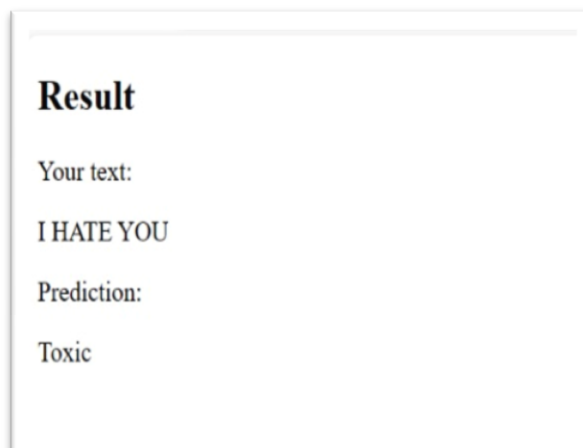 Result
Your text:
I HATE YOU
Prediction:
Toxic